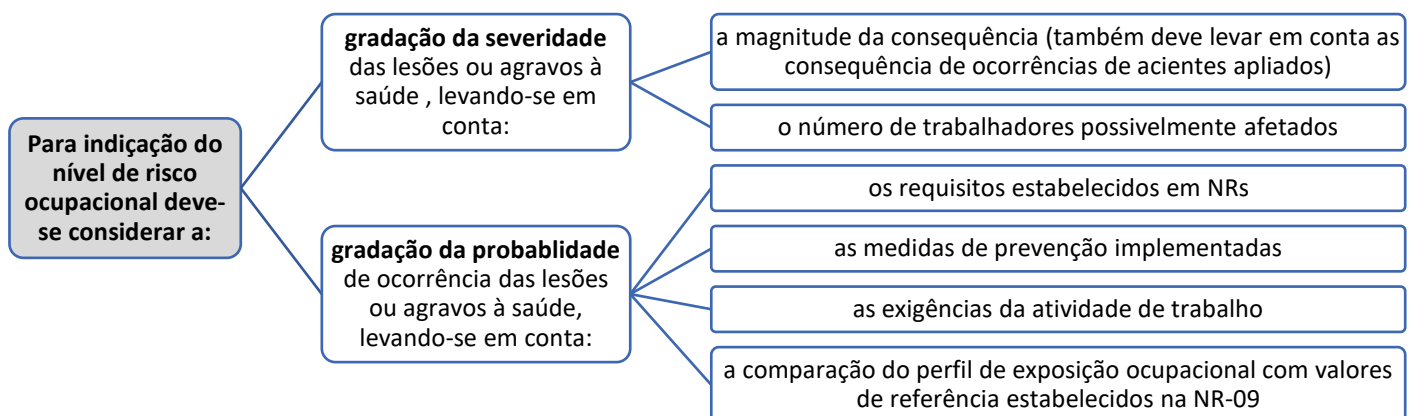 Para indicação do
nível de risco
ocupacional deve-
se considerar a:
gradação da severidade
das lesões ou agravos à
saúde , levando-se em
conta:
a magnitude da consequência (também deve levar em conta as
consequência de ocorrências de acientes apliados)
o número de trabalhadores possivelmente afetados
gradação da probablidade
de ocorrência das lesões
ou agravos à saúde,
levando-se em conta:
os requisitos estabelecidos em NRs
as medidas de prevenção implementadas
as exigências da atividade de trabalho
a comparação do perfil de exposição ocupacional com valores
de referência estabelecidos na NR-09